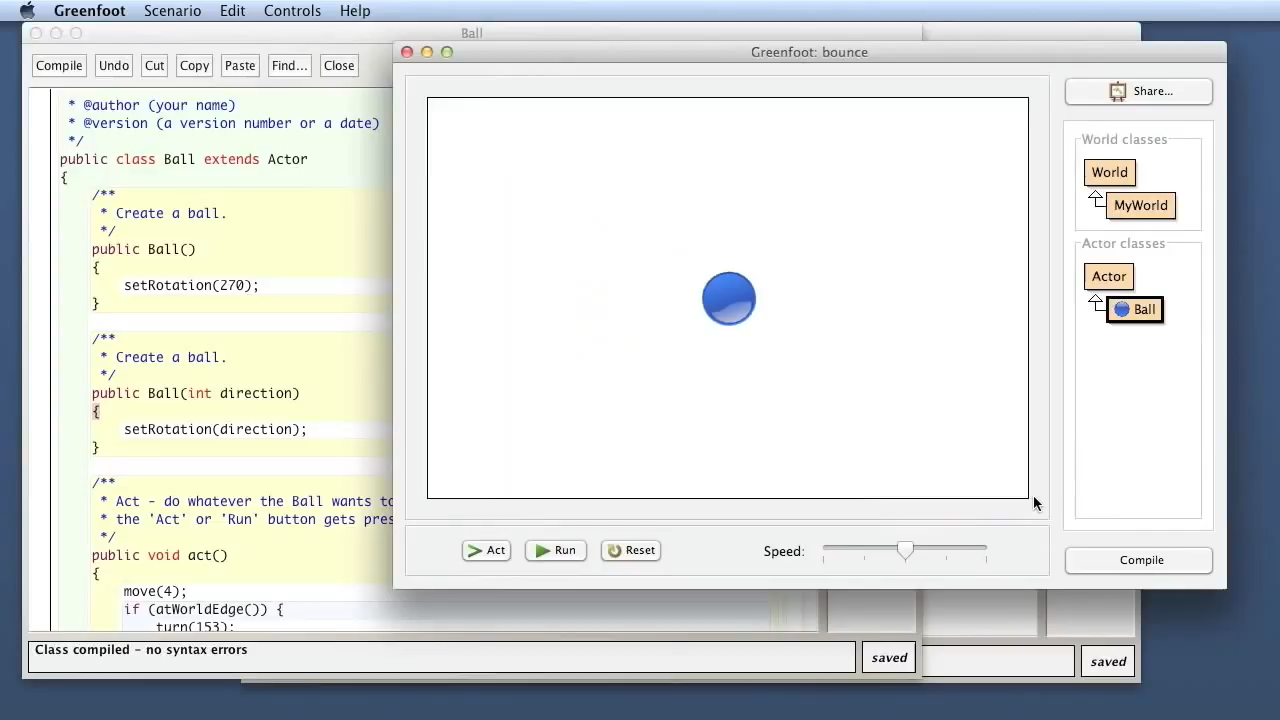 Greenfoot Scenario Edit Controls Help
Ball
Compile Undo Cut Copy Paste Find... Close
* @author (your name)
* @version (a version number or a date)
*/
public class Ball extends Actor
{
/**
* Create a ball.
*/
public Ball()
{
setRotation(270);
}
/**
* Create a ball.
*/
public Ball(int direction)
{
setRotation(direction);
}
/**
* Act - do whatever the Ball wants to
the 'Act' or 'Run' button gets pres
*/
public void act()
{
move(4);
if (atWorldEdge()) {
turn(153);
Class compiled - no syntax errors
saved
saved
Greenfoot: bounce
Share...
World classes
World
MyWorld
Actor classes
Actor
Ball
Act Run Reset Speed:
Compile